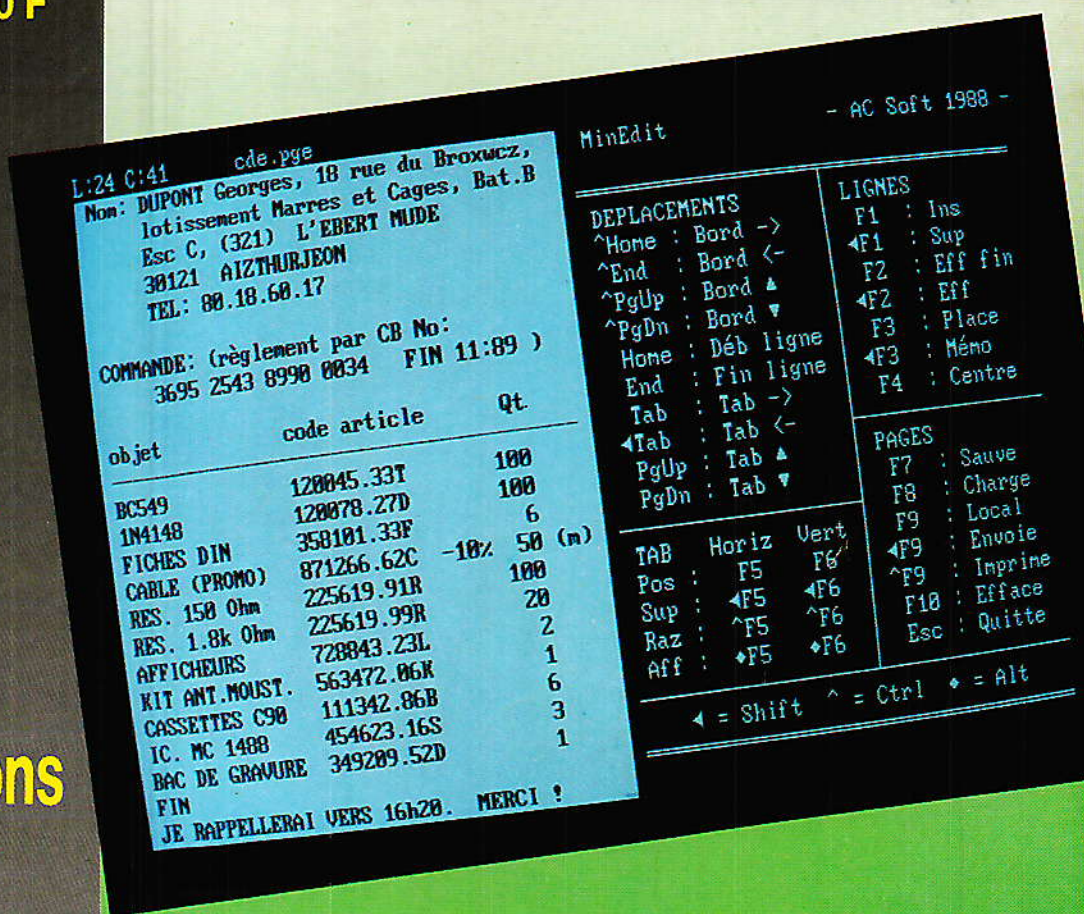 0 F
ons
L:24 C:41 cde.pge
Nom: DUPONT Georges, 18 rue du Broxwcz,
lotissement Marres et Cages, Bat.B
Esc C, (321) L'EBERT MUDE
30121 AIZTHURJEON
TEL: 80.18.60.17
COMMANDE: (règlement par CB No:
3695 2543 8990 0034 FIN 11:89 )
objet code article Qt.
BC549 120045.33T 100
1N4148 120078.27D 100
FICHES DIN 358101.33F 6
CABLE (PROMO) 871266.62C -10% 50 (m)
RES. 150 Ohm 225619.91R 100
RES. 1.8k Ohm 225619.99R 20
AFFICHEURS 728843.23L 2
KIT ANT.MOUST. 563472.06K 1
CASSETTES C90 111342.86B 6
IC. MC 1488 454623.16S 3
BAC DE GRAVURE 349209.52D 1
FIN
JE RAPPELLERAI VERS 16h20. MERCI !
MinEdit - AC Soft 1988 -
DEPLACEMENTS
^Home : Bord ->
^End : Bord <-
^PgUp : Bord ▲
^PgDn : Bord ▼
Home : Déb ligne
End : Fin ligne
Tab : Tab ->
◄Tab : Tab <-
PgUp : Tab ▲
PgDn : Tab ▼
LIGNES
F1 : Ins
◄F1 : Sup
F2 : Eff fin
◄F2 : Eff
F3 : Place
◄F3 : Mémo
F4 : Centre
TAB Horiz Vert
Pos : F5 F6
Sup : ◄F5 ◄F6
Raz : ^F5 ^F6
Aff : ♦F5 ♦F6
PAGES
F7 : Sauve
F8 : Charge
F9 : Local
◄F9 : Envoie
^F9 : Imprime
F10 : Efface
Esc : Quitte
◄ = Shift ^ = Ctrl ♦ = Alt